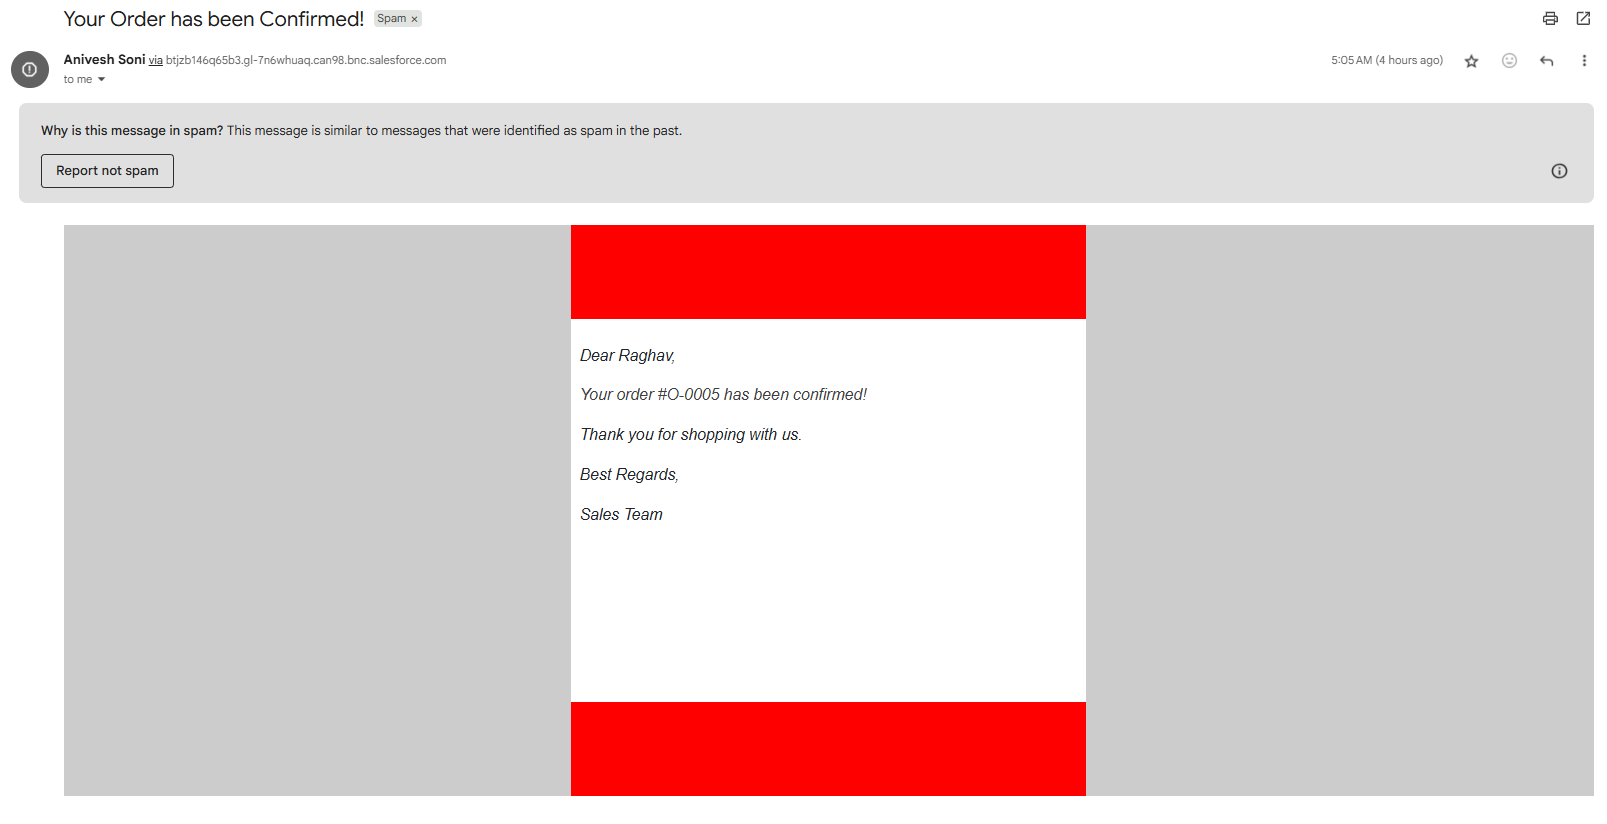 Your Order has been Confirmed! Spam ×
Anivesh Soni via btjzb146q65b3.gl-7n6whuaq.can98.bnc.salesforce.com
5:05 AM (4 hours ago)
to me
Why is this message in spam? This message is similar to messages that were identified as spam in the past.
Report not spam
Dear Raghav,
Your order #O-0005 has been confirmed!
Thank you for shopping with us.
Best Regards,
Sales Team